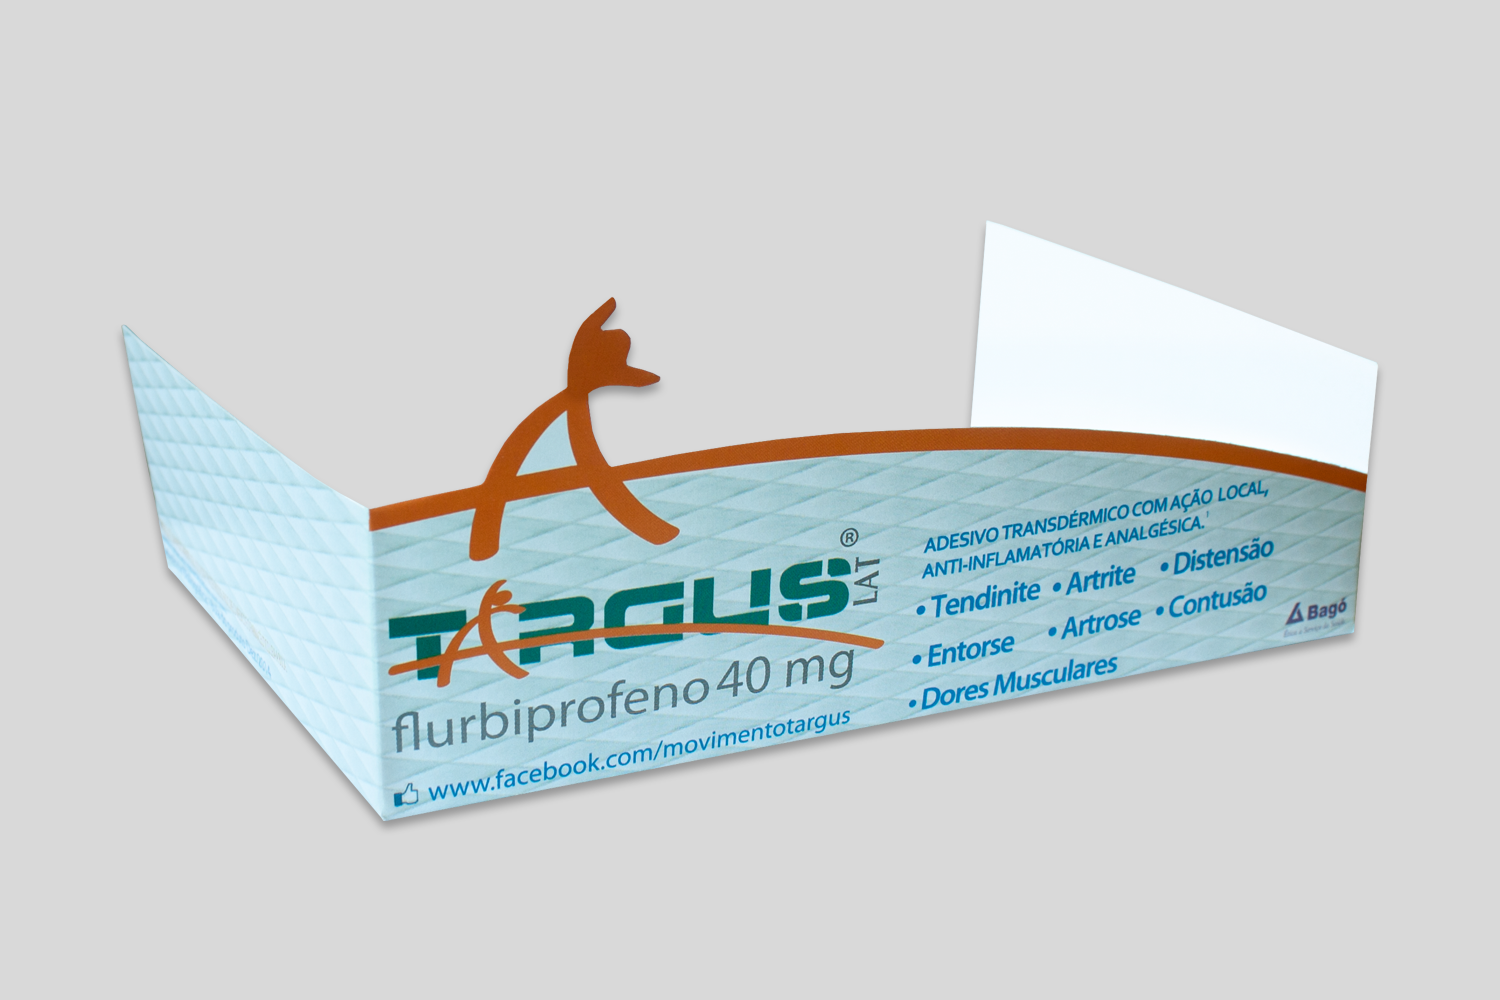 TARGUS®
LAT
flurbiprofeno 40 mg
www.facebook.com/movimentotargus
ADESIVO TRANSDÉRMICO COM AÇÃO LOCAL,
ANTI-INFLAMATÓRIA E ANALGÉSICA.¹
• Tendinite • Artrite • Distensão
• Entorse • Artrose • Contusão
• Dores Musculares
Bagó